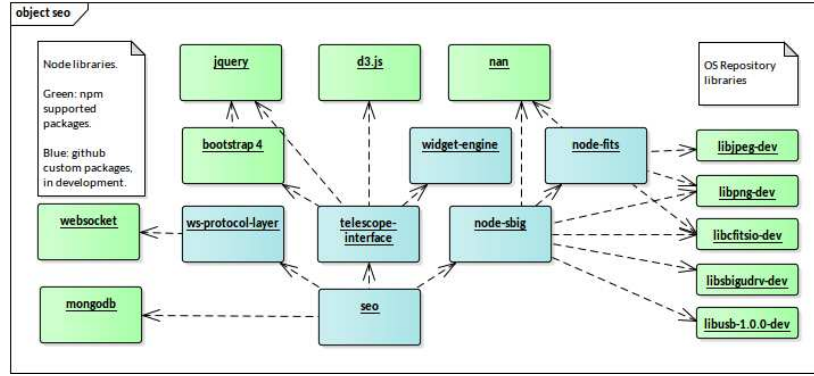 object seo
Node libraries.
Green: npm
supported
packages.
Blue: github
custom packages,
in development.
jquery
d3.js
nan
OS Repository
libraries
bootstrap 4
widget-engine
node-fits
libjpeg-dev
libpng-dev
websocket
ws-protocol-layer
telescope-
interface
node-sbig
libcfitsio-dev
libsbigudrv-dev
mongodb
seo
libusb-1.0.0-dev